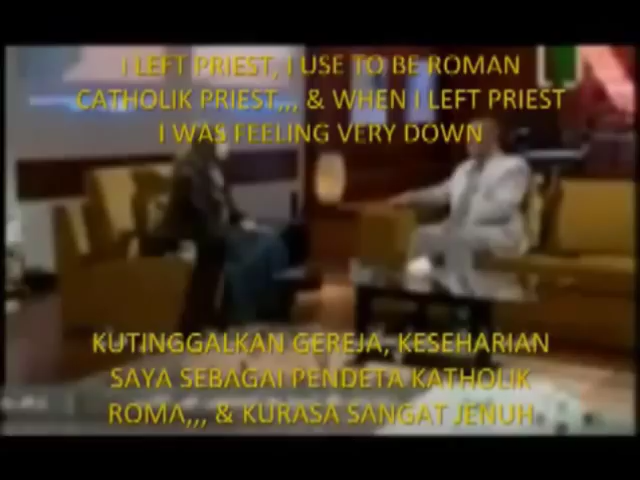 I LEFT PRIEST, I USE TO BE ROMAN
CATHOLIK PRIEST,,, & WHEN I LEFT PRIEST
I WAS FEELING VERY DOWN
KUTINGGALKAN GEREJA, KESEHARIAN
SAYA SEBAGAI PENDETA KATHOLIK
ROMA,,, & KURASA SANGAT JENUH